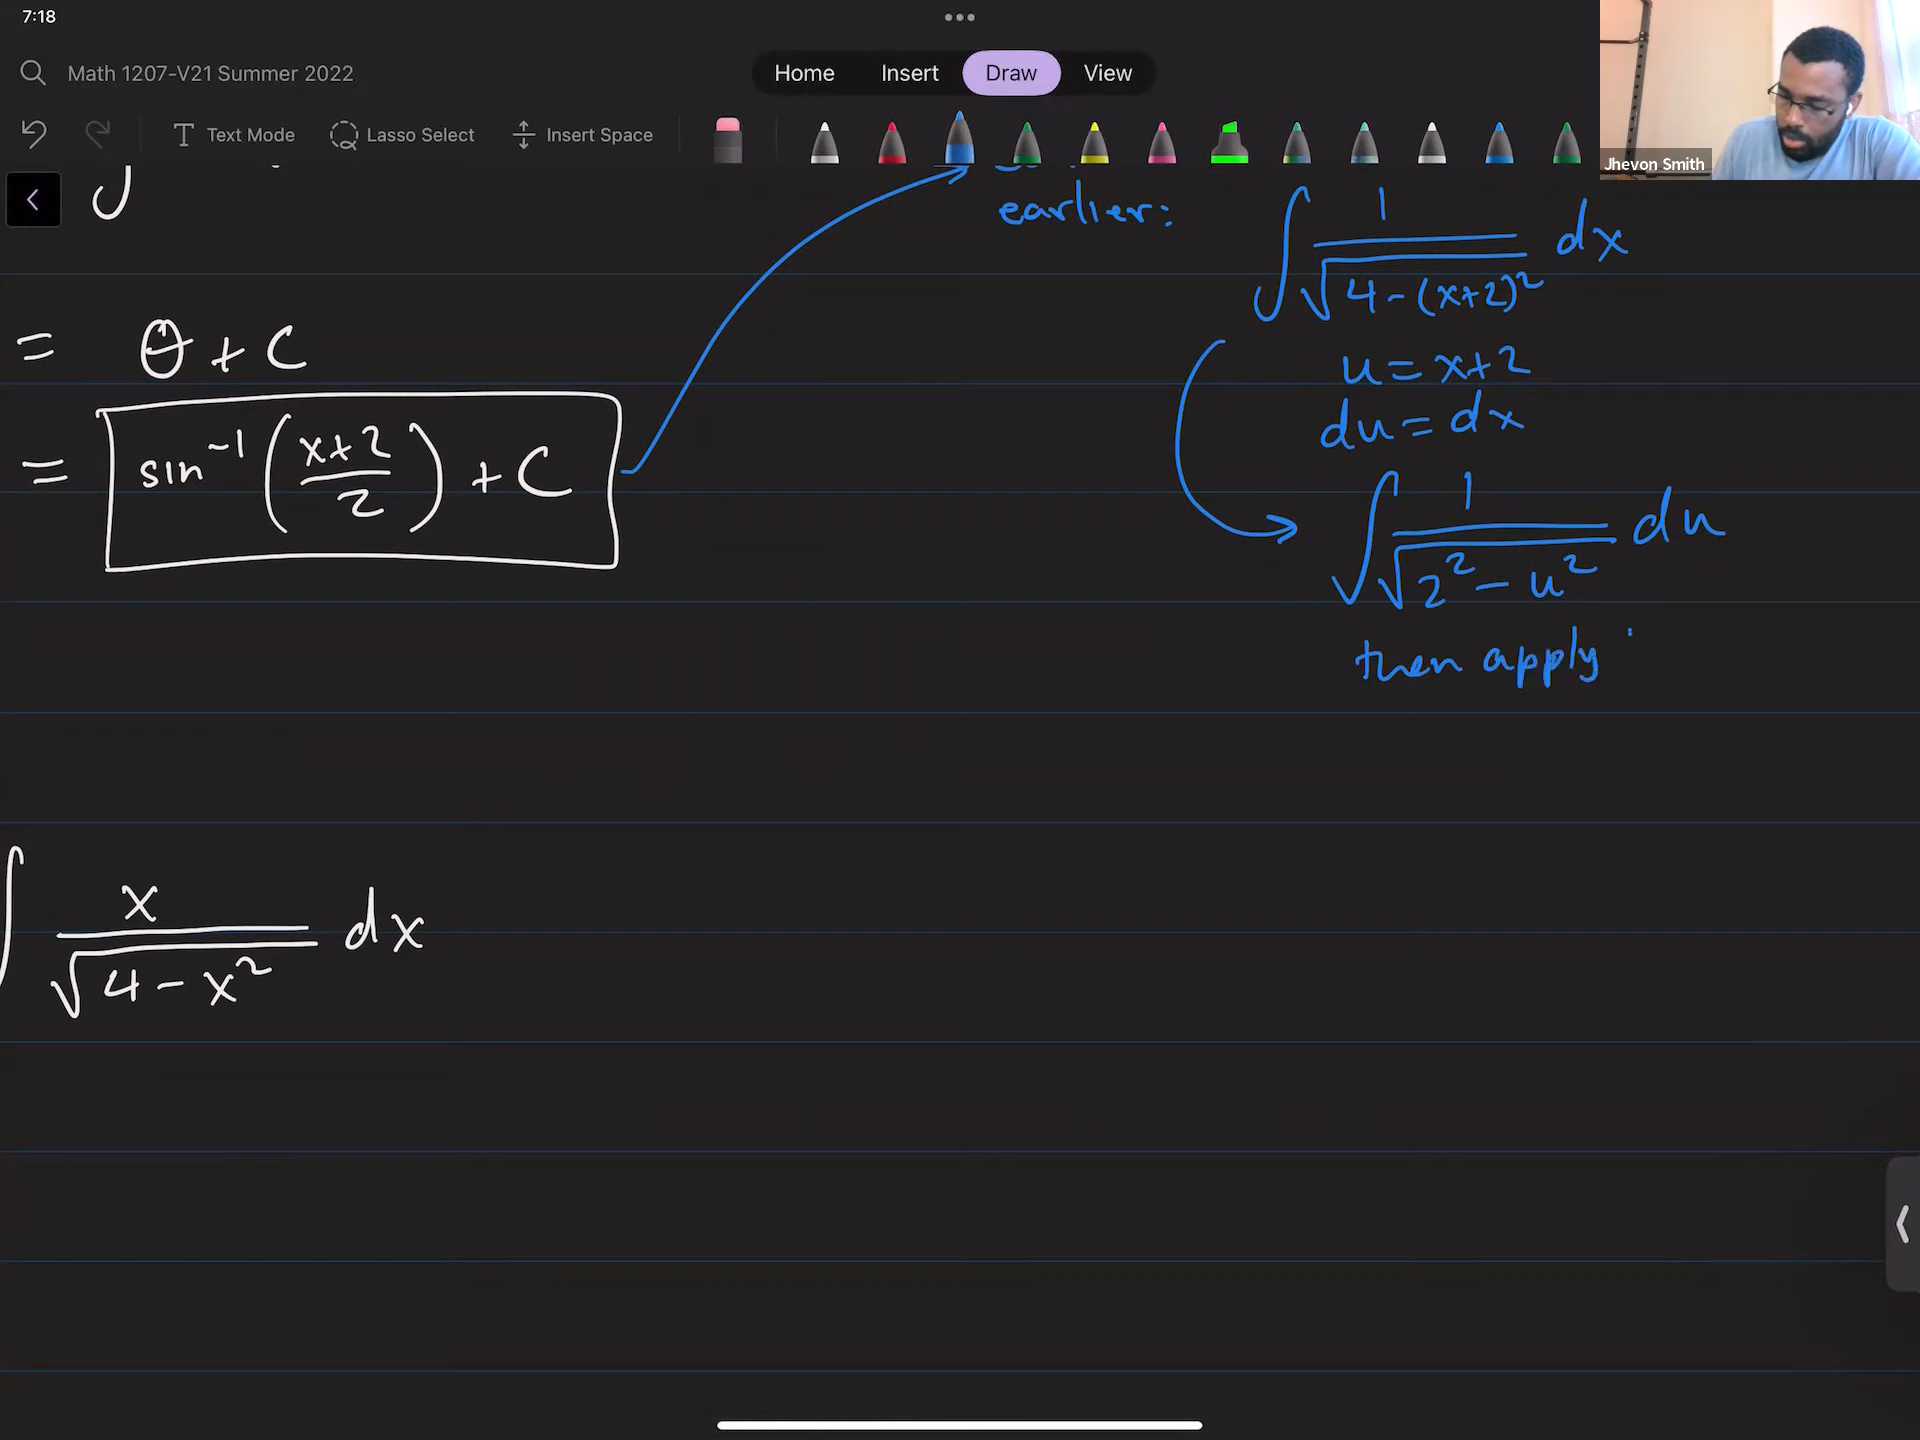 7:18
Math 1207-V21 Summer 2022
Home Insert Draw View
Text Mode Lasso Select Insert Space
Jhevon Smith
earlier:
∫ 1/√(4-(x+2)²) dx
u = x+2
du = dx
∫ 1/√(2²-u²) du
then apply
= θ + C
= sin⁻¹((x+2)/2) + C
∫ x/√(4-x²) dx